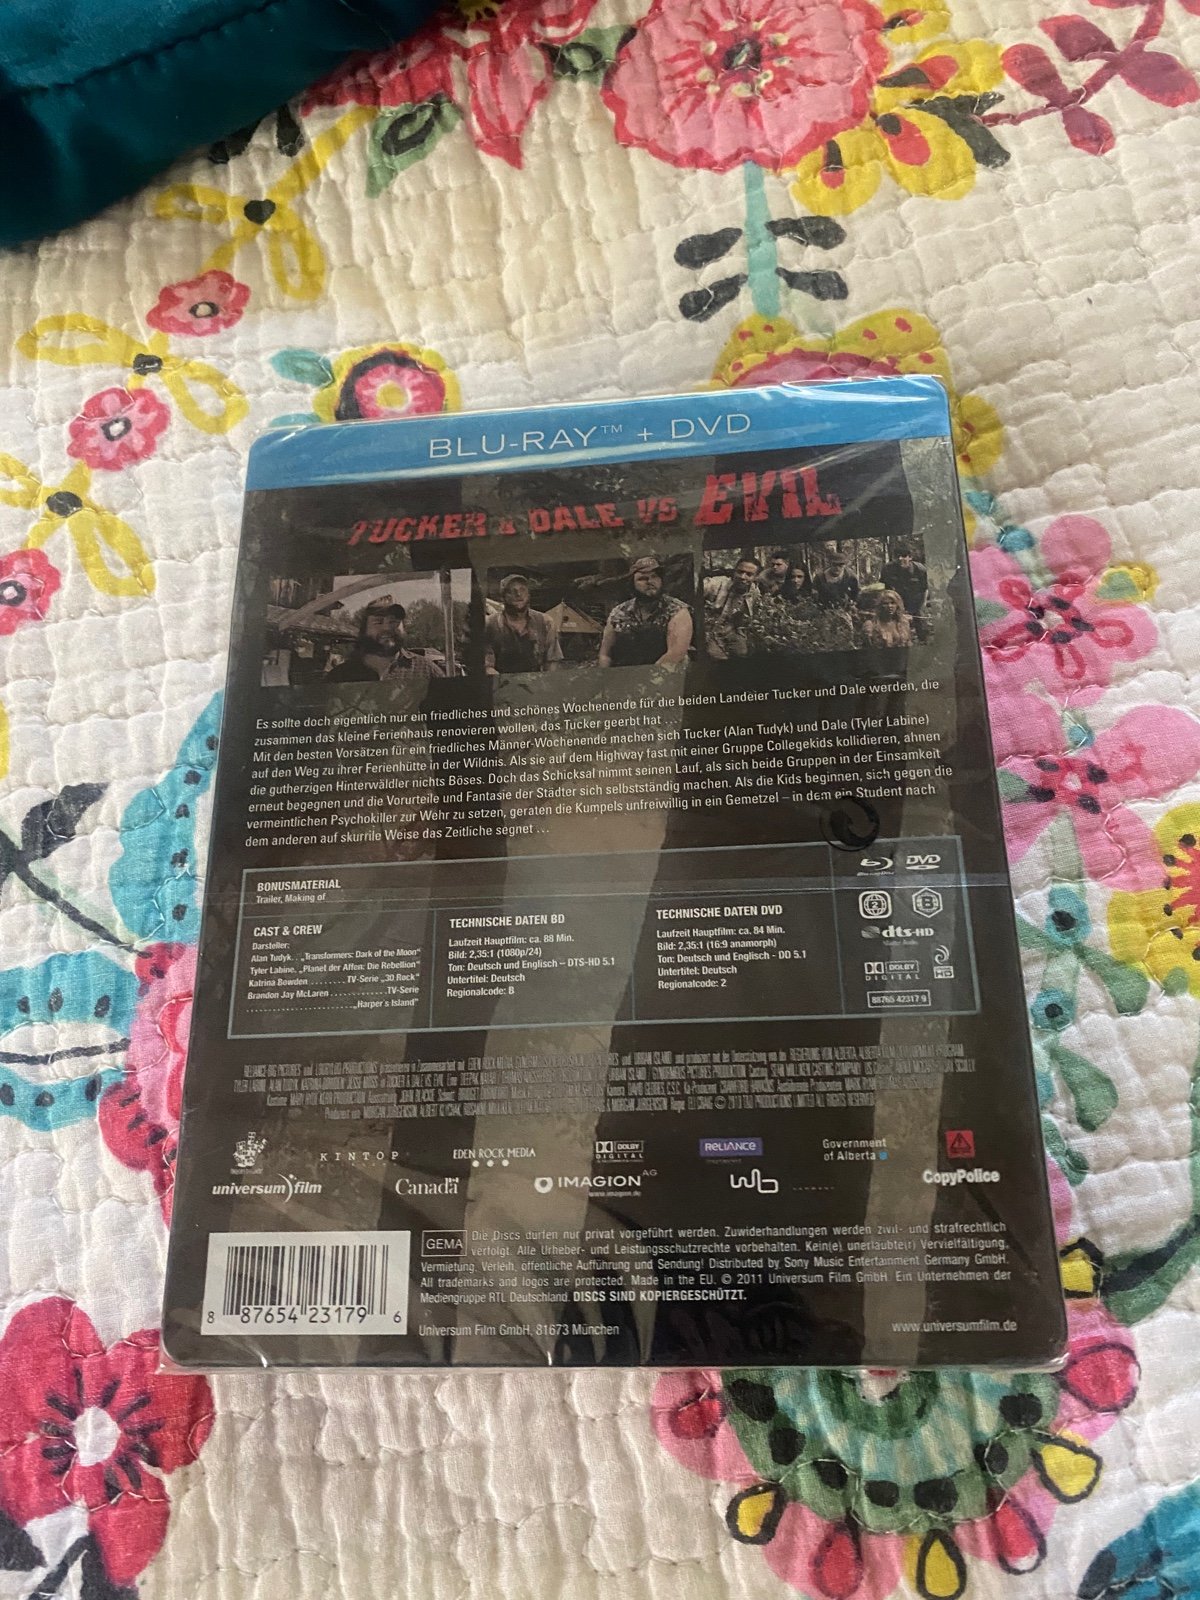 BLU-RAY™ + DVD
TUCKER & DALE VS EVIL
Es sollte doch eigentlich nur ein friedliches und schönes Wochenende für die beiden Landeier Tucker und Dale werden, die
zusammen das kleine Ferienhaus renovieren wollen, das Tucker geerbt hat ...
Mit den besten Vorsätzen für ein friedliches Männer-Wochenende machen sich Tucker (Alan Tudyk) und Dale (Tyler Labine)
auf den Weg zu ihrer Ferienhütte in der Wildnis. Als sie auf dem Highway fast mit einer Gruppe Collegekids kollidieren, ahnen
die gutherzigen Hinterwäldler nichts Böses. Doch das Schicksal nimmt seinen Lauf, als sich beide Gruppen in der Einsamkeit
erneut begegnen und die Vorurteile und Fantasie der Städter sich selbstständig machen. Als die Kids beginnen, sich gegen die
vermeintlichen Psychokiller zur Wehr zu setzen, geraten die Kumpels unfreiwillig in ein Gemetzel – in dem ein Student nach
dem anderen auf skurrile Weise das Zeitliche segnet ...
BONUSMATERIAL
Trailer, Making of
CAST & CREW
Darsteller:
Alan Tudyk. . „Transformers: Dark of the Moon"
Tyler Labine. „Planet der Affen: Die Rebellion"
Katrina Bowden ........ TV-Serie „30 Rock"
Brandon Jay McLaren ............ TV-Serie
....................... „Harper's Island"
TECHNISCHE DATEN BD
Laufzeit Hauptfilm: ca. 88 Min.
Bild: 2,35:1 (1080p/24)
Ton: Deutsch und Englisch – DTS-HD 5.1
Untertitel: Deutsch
Regionalcode: B
TECHNISCHE DATEN DVD
Laufzeit Hauptfilm: ca. 84 Min.
Bild: 2,35:1 (16:9 anamorph)
Ton: Deutsch und Englisch - DD 5.1
Untertitel: Deutsch
Regionalcode: 2
DVD
2
B
dts-HD
Master Audio
DOLBY
DIGITAL
HD
88765 42317 9
KINTOP
EDEN ROCK MEDIA
DOLBY
DIGITAL
RELIANCE
Government
of Alberta
universum film
Canada
IMAGION AG
www.imagion.de
CopyPolice
GEMA
Die Discs dürfen nur privat vorgeführt werden. Zuwiderhandlungen werden zivil- und strafrechtlich
verfolgt. Alle Urheber- und Leistungsschutzrechte vorbehalten. Kein(e) unerlaubte(r) Vervielfältigung,
Vermietung, Verleih, öffentliche Aufführung und Sendung! Distributed by Sony Music Entertainment Germany GmbH.
All trademarks and logos are protected. Made in the EU. © 2011 Universum Film GmbH. Ein Unternehmen der
Mediengruppe RTL Deutschland. DISCS SIND KOPIERGESCHÜTZT.
8 87654 23179 6
Universum Film GmbH, 81673 München
www.universumfilm.de